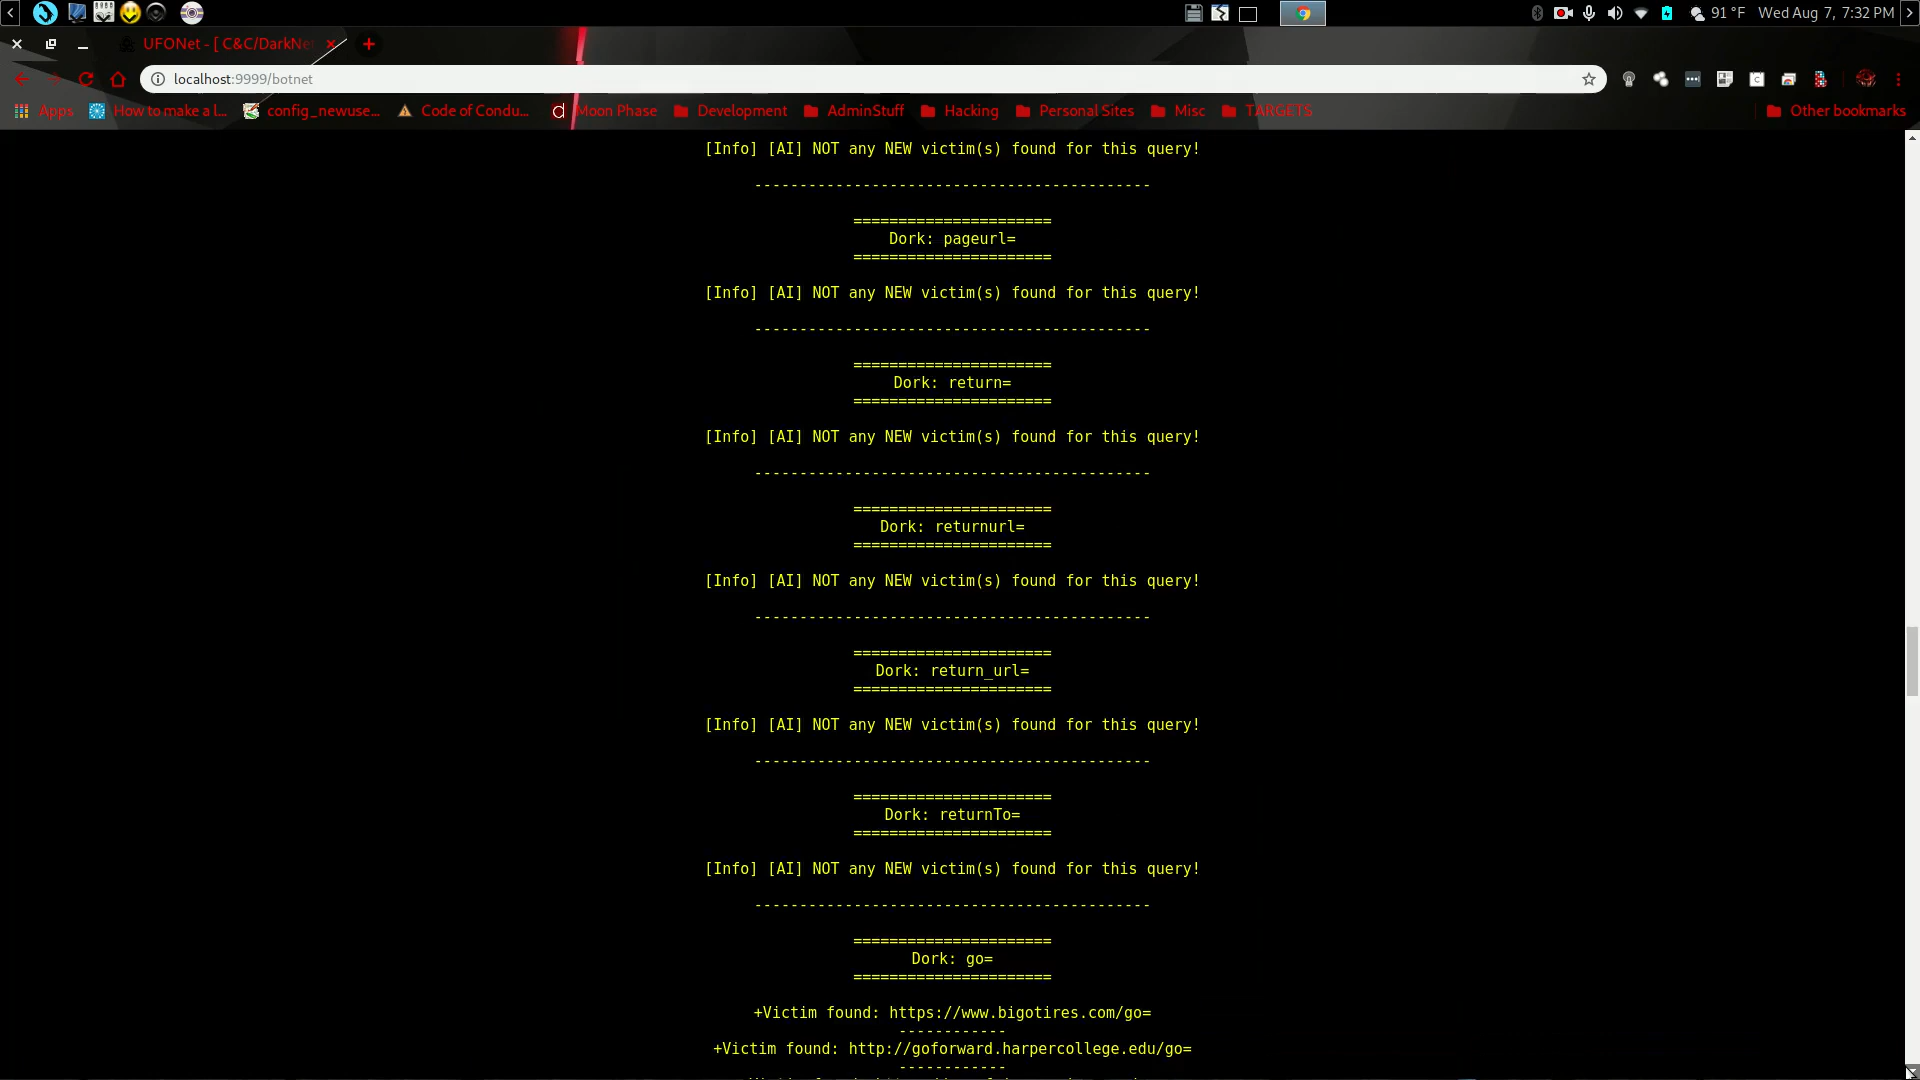 91 °F Wed Aug 7, 7:32 PM
UFONet - [ C&C/DarkNe
localhost:9999/botnet
Apps How to make a l... config_newuse... Code of Condu... Moon Phase Development AdminStuff Hacking Personal Sites Misc TARGETS Other bookmarks
[Info] [AI] NOT any NEW victim(s) found for this query!
--------------------------------------------
======================
Dork: pageurl=
======================
[Info] [AI] NOT any NEW victim(s) found for this query!
--------------------------------------------
======================
Dork: return=
======================
[Info] [AI] NOT any NEW victim(s) found for this query!
--------------------------------------------
======================
Dork: returnurl=
======================
[Info] [AI] NOT any NEW victim(s) found for this query!
--------------------------------------------
======================
Dork: return_url=
======================
[Info] [AI] NOT any NEW victim(s) found for this query!
--------------------------------------------
======================
Dork: returnTo=
======================
[Info] [AI] NOT any NEW victim(s) found for this query!
--------------------------------------------
======================
Dork: go=
======================
+Victim found: https://www.bigotires.com/go=
------------
+Victim found: http://goforward.harpercollege.edu/go=
------------